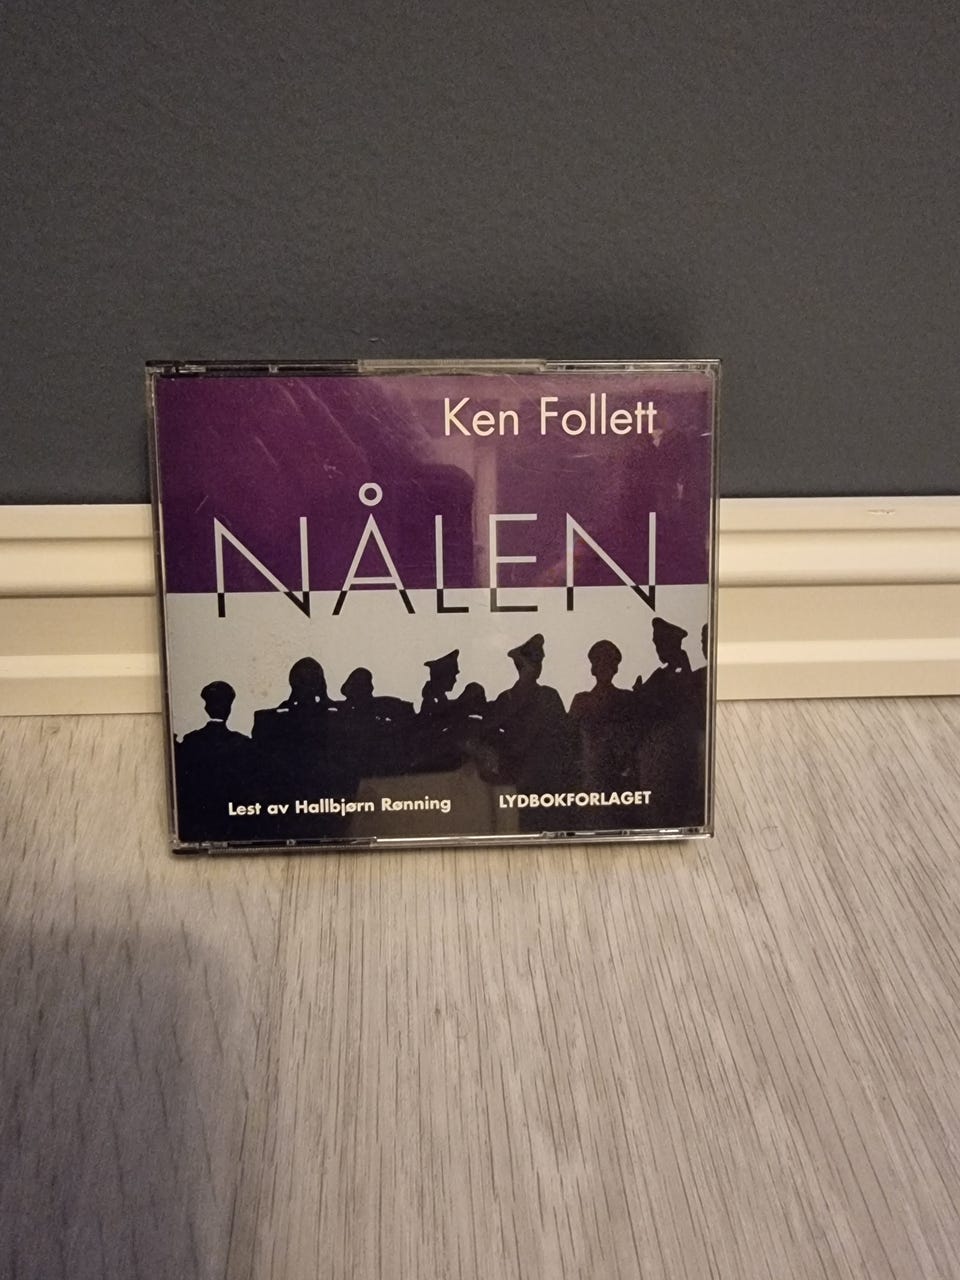 Ken Follett
NÅLEN
Lest av Hallbjørn Rønning
LYDBOKFORLAGET